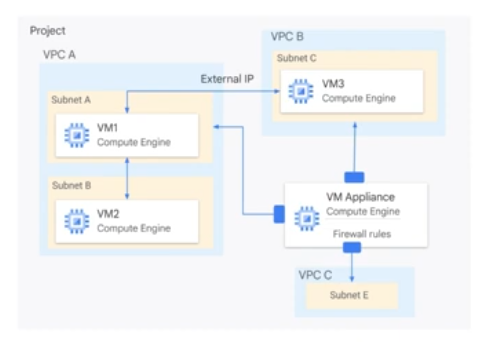 Project
VPC A
Subnet A
VM1
Compute Engine
Subnet B
VM2
Compute Engine
External IP
VPC B
Subnet C
VM3
Compute Engine
VM Appliance
Compute Engine
Firewall rules
VPC C
Subnet E